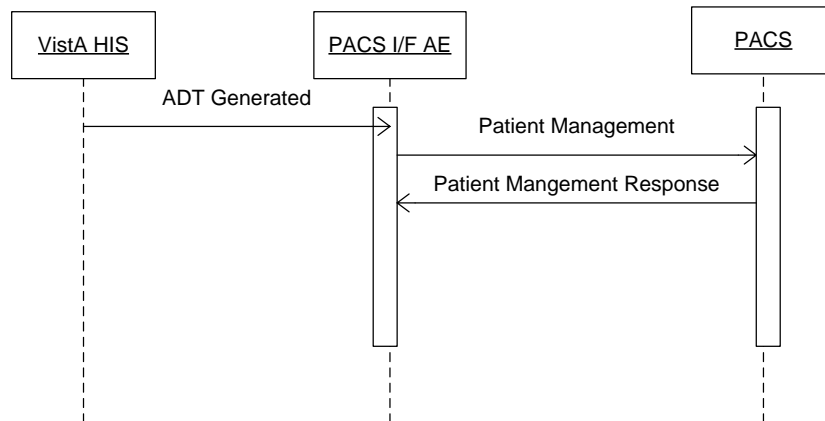 VistA HIS
PACS I/F AE
PACS
ADT Generated
Patient Management
Patient Mangement Response